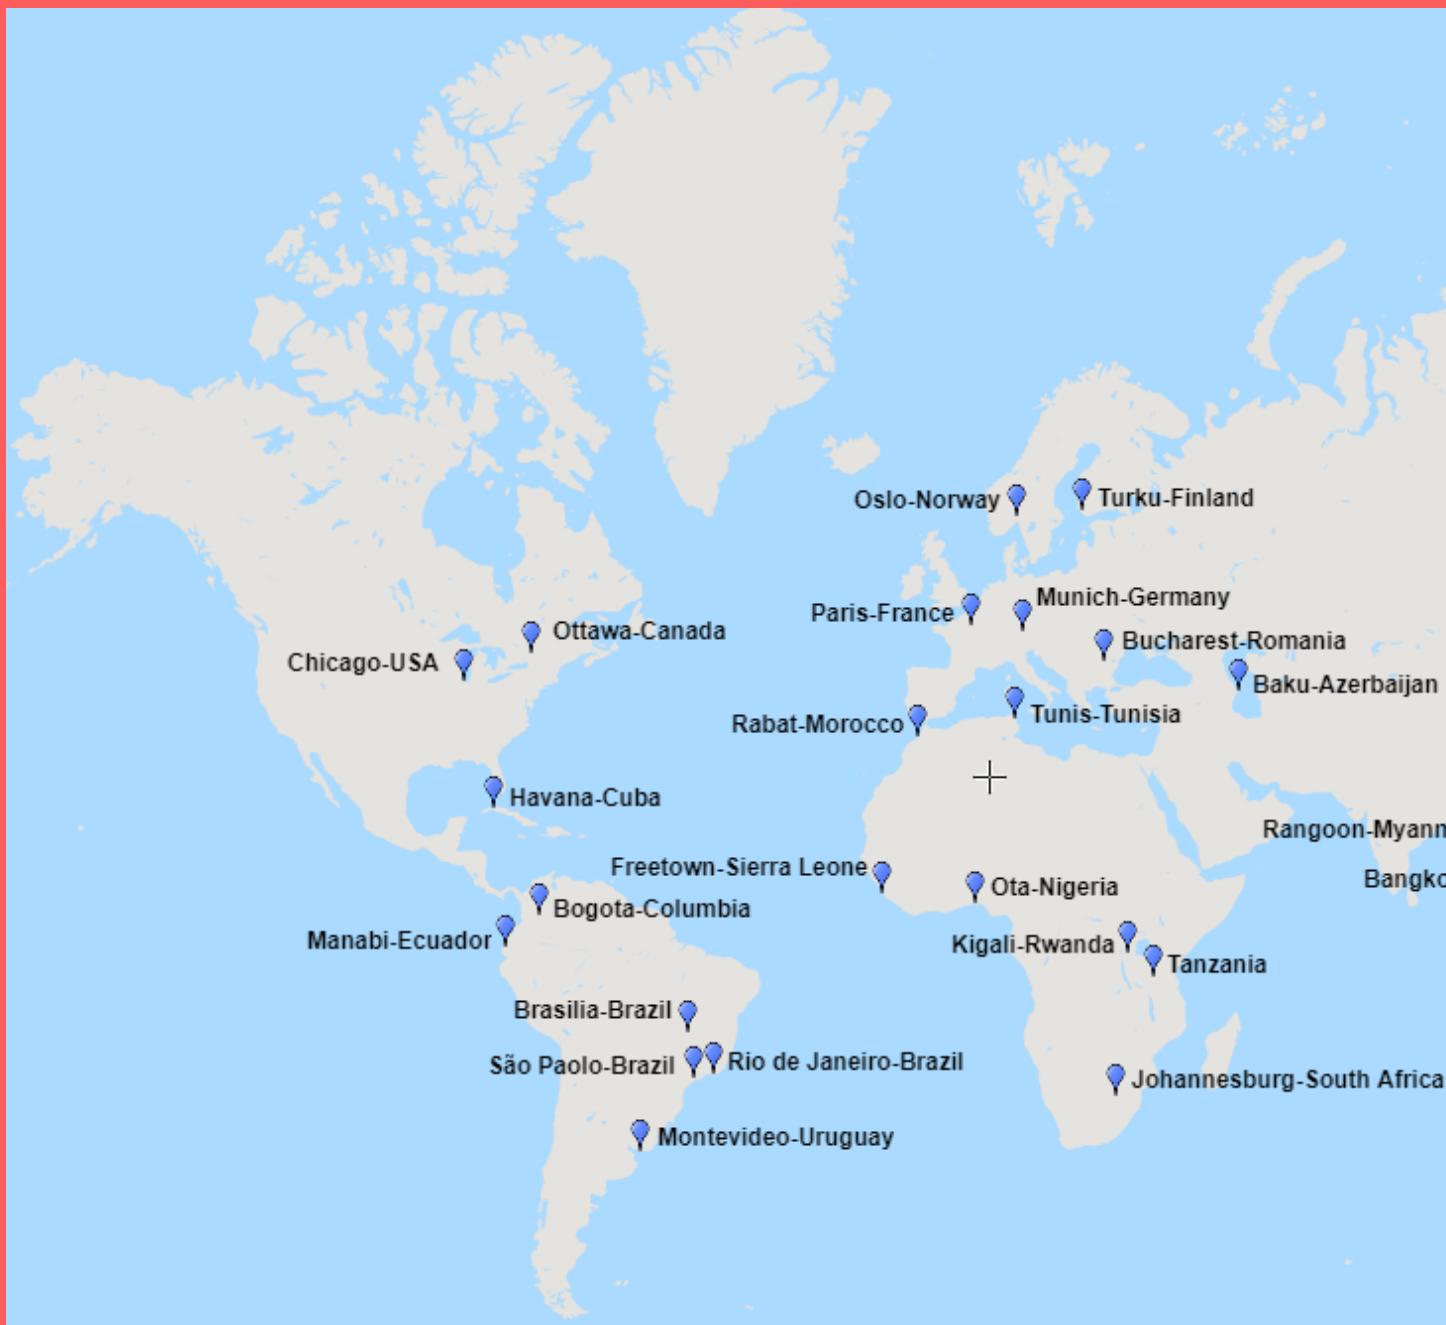 Oslo-Norway
Turku-Finland
Munich-Germany
Paris-France
Ottawa-Canada
Bucharest-Romania
Chicago-USA
Baku-Azerbaijan
Tunis-Tunisia
Rabat-Morocco
Havana-Cuba
Rangoon-Myann
Freetown-Sierra Leone
Bangko
Ota-Nigeria
Bogota-Columbia
Manabi-Ecuador
Kigali-Rwanda
Tanzania
Brasilia-Brazil
São Paolo-Brazil
Rio de Janeiro-Brazil
Johannesburg-South Africa
Montevideo-Uruguay